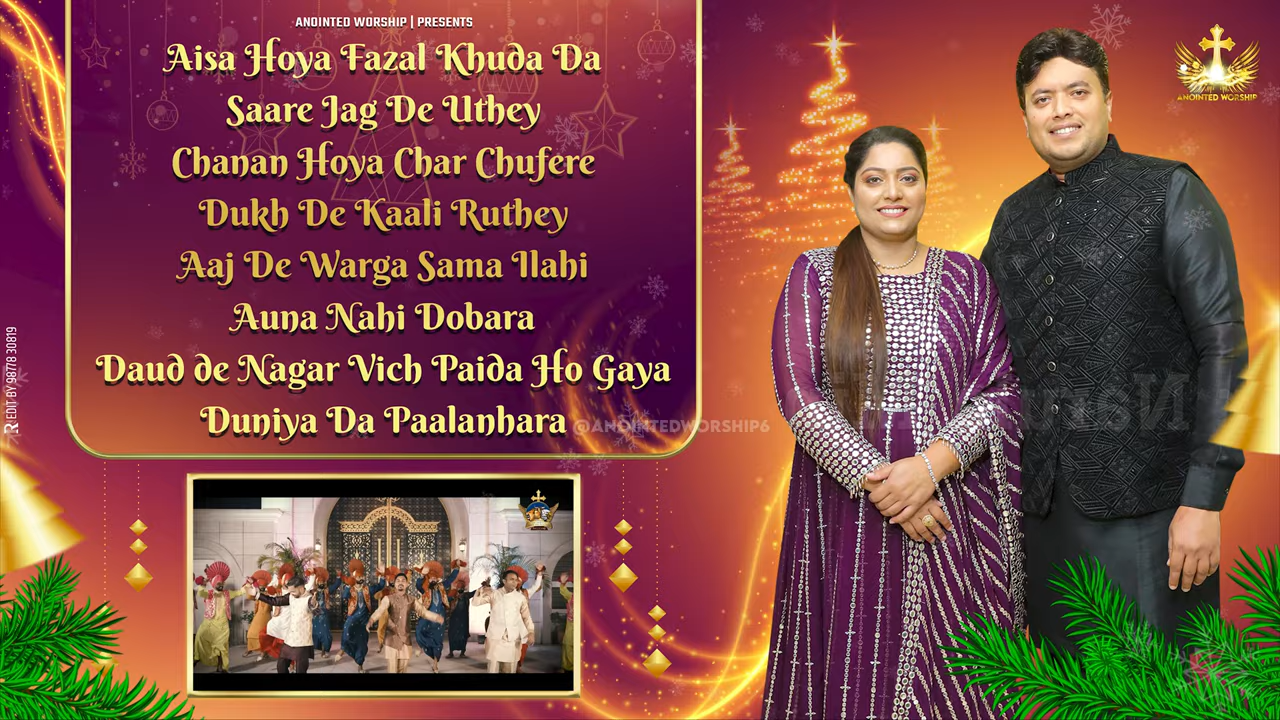 ANOINTED WORSHIP | PRESENTS
Aisa Hoya Fazal Khuda Da
Saare Jag De Uthey
Chanan Hoya Char Chufere
Dukh De Kaali Ruthey
Aaj De Warga Sama Ilahi
Auna Nahi Dobara
Daud de Nagar Vich Paida Ho Gaya
Duniya Da Paalanhara
@ANOINTEDWORSHIP6
ANOINTED WORSHIP
R EDIT BY 98778 30819